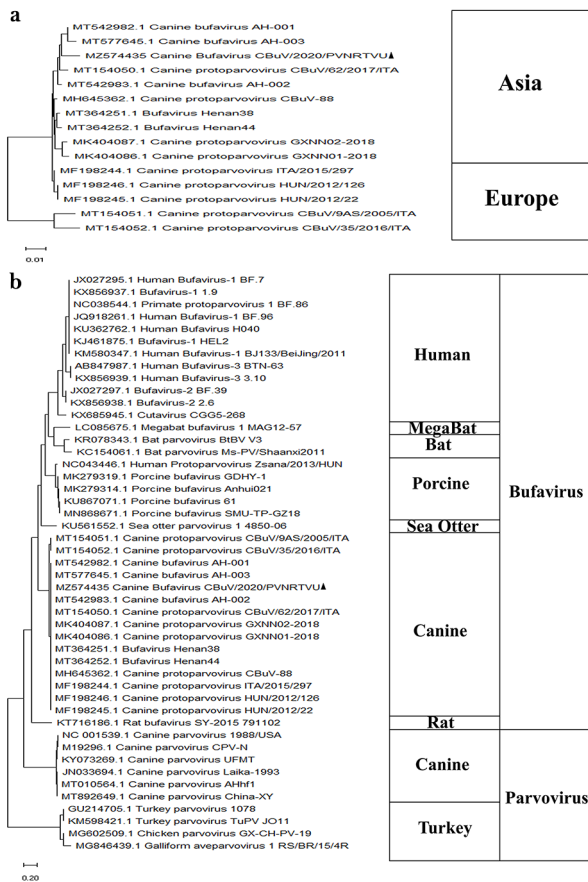 a
MT542982.1 Canine bufavirus AH-001
MT577645.1 Canine bufavirus AH-003
MZ574435 Canine Bufavirus CBuV/2020/PVNRTVU▲
MT154050.1 Canine protoparvovirus CBuV/62/2017/ITA
MT542983.1 Canine bufavirus AH-002
MH645362.1 Canine protoparvovirus CBuV-88
MT364251.1 Bufavirus Henan38
MT364252.1 Bufavirus Henan44
MK404087.1 Canine protoparvovirus GXNN02-2018
MK404086.1 Canine protoparvovirus GXNN01-2018
MF198244.1 Canine protoparvovirus ITA/2015/297
MF198246.1 Canine protoparvovirus HUN/2012/126
MF198245.1 Canine protoparvovirus HUN/2012/22
MT154051.1 Canine protoparvovirus CBuV/9AS/2005/ITA
MT154052.1 Canine protoparvovirus CBuV/35/2016/ITA
0.01
Asia
Europe
b
JX027295.1 Human Bufavirus-1 BF.7
KX856937.1 Bufavirus-1 1.9
NC038544.1 Primate protoparvovirus 1 BF.86
JQ918261.1 Human Bufavirus-1 BF.96
KU362762.1 Human Bufavirus H040
KJ461875.1 Bufavirus-1 HEL2
KM580347.1 Human Bufavirus-1 BJ133/BeiJing/2011
AB847987.1 Human Bufavirus-3 BTN-63
KX856939.1 Human Bufavirus-3 3.10
JX027297.1 Bufavirus-2 BF.39
KX856938.1 Bufavirus-2 2.6
KX685945.1 Cutavirus CGG5-268
LC085675.1 Megabat bufavirus 1 MAG12-57
KR078343.1 Bat parvovirus BtBV V3
KC154061.1 Bat parvovirus Ms-PV/Shaanxi2011
NC043446.1 Human Protoparvovirus Zsana/2013/HUN
MK279319.1 Porcine bufavirus GDHY-1
MK279314.1 Porcine bufavirus Anhui021
KU867071.1 Porcine bufavirus 61
MN868671.1 Porcine bufavirus SMU-TP-GZ18
KU561552.1 Sea otter parvovirus 1 4850-06
MT154051.1 Canine protoparvovirus CBuV/9AS/2005/ITA
MT154052.1 Canine protoparvovirus CBuV/35/2016/ITA
MT542982.1 Canine bufavirus AH-001
MT577645.1 Canine bufavirus AH-003
MZ574435 Canine Bufavirus CBuV/2020/PVNRTVU▲
MT542983.1 Canine bufavirus AH-002
MT154050.1 Canine protoparvovirus CBuV/62/2017/ITA
MK404087.1 Canine protoparvovirus GXNN02-2018
MK404086.1 Canine protoparvovirus GXNN01-2018
MT364251.1 Bufavirus Henan38
MT364252.1 Bufavirus Henan44
MH645362.1 Canine protoparvovirus CBuV-88
MF198244.1 Canine protoparvovirus ITA/2015/297
MF198246.1 Canine protoparvovirus HUN/2012/126
MF198245.1 Canine protoparvovirus HUN/2012/22
KT716186.1 Rat bufavirus SY-2015 791102
NC 001539.1 Canine parvovirus 1988/USA
M19296.1 Canine parvovirus CPV-N
KY073269.1 Canine parvovirus UFMT
JN033694.1 Canine parvovirus Laika-1993
MT010564.1 Canine parvovirus AHhf1
MT892649.1 Canine parvovirus China-XY
GU214705.1 Turkey parvovirus 1078
KM598421.1 Turkey parvovirus TuPV JO11
MG602509.1 Chicken parvovirus GX-CH-PV-19
MG846439.1 Galliform aveparvovirus 1 RS/BR/15/4R
0.20
Human
MegaBat
Bat
Porcine
Sea Otter
Canine
Rat
Canine
Turkey
Bufavirus
Parvovirus